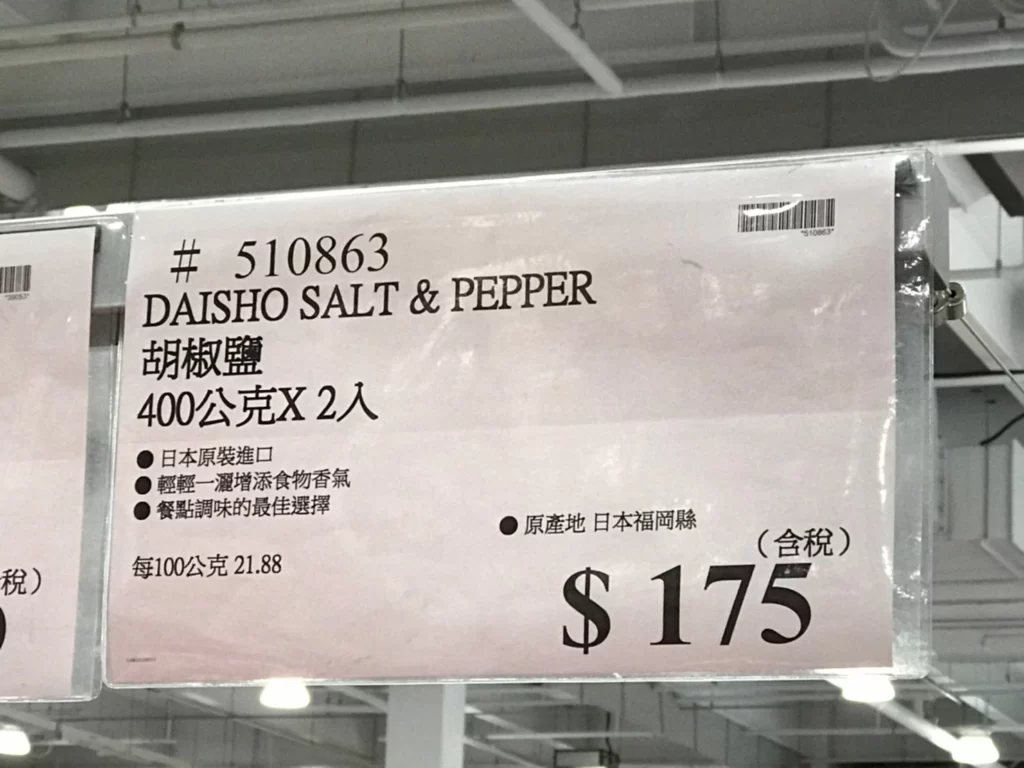 *510863*
# 510863
DAISHO SALT & PEPPER
胡椒鹽
400公克X 2入
●日本原裝進口
●輕輕一灑增添食物香氣
●餐點調味的最佳選擇
●原產地 日本福岡縣
每100公克 21.88
(含稅)
$ 175
稅)